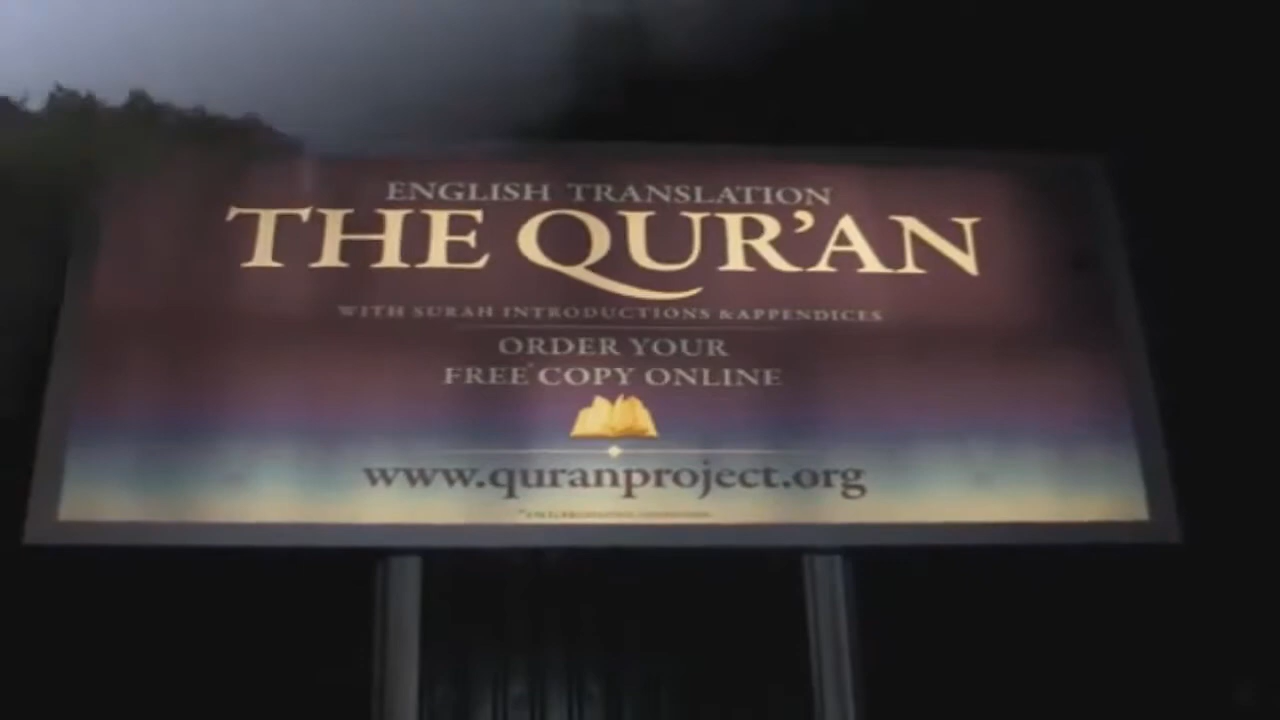 ENGLISH TRANSLATION
THE QUR'AN
WITH SURAH INTRODUCTIONS & APPENDICES
ORDER YOUR
FREE* COPY ONLINE
www.quranproject.org